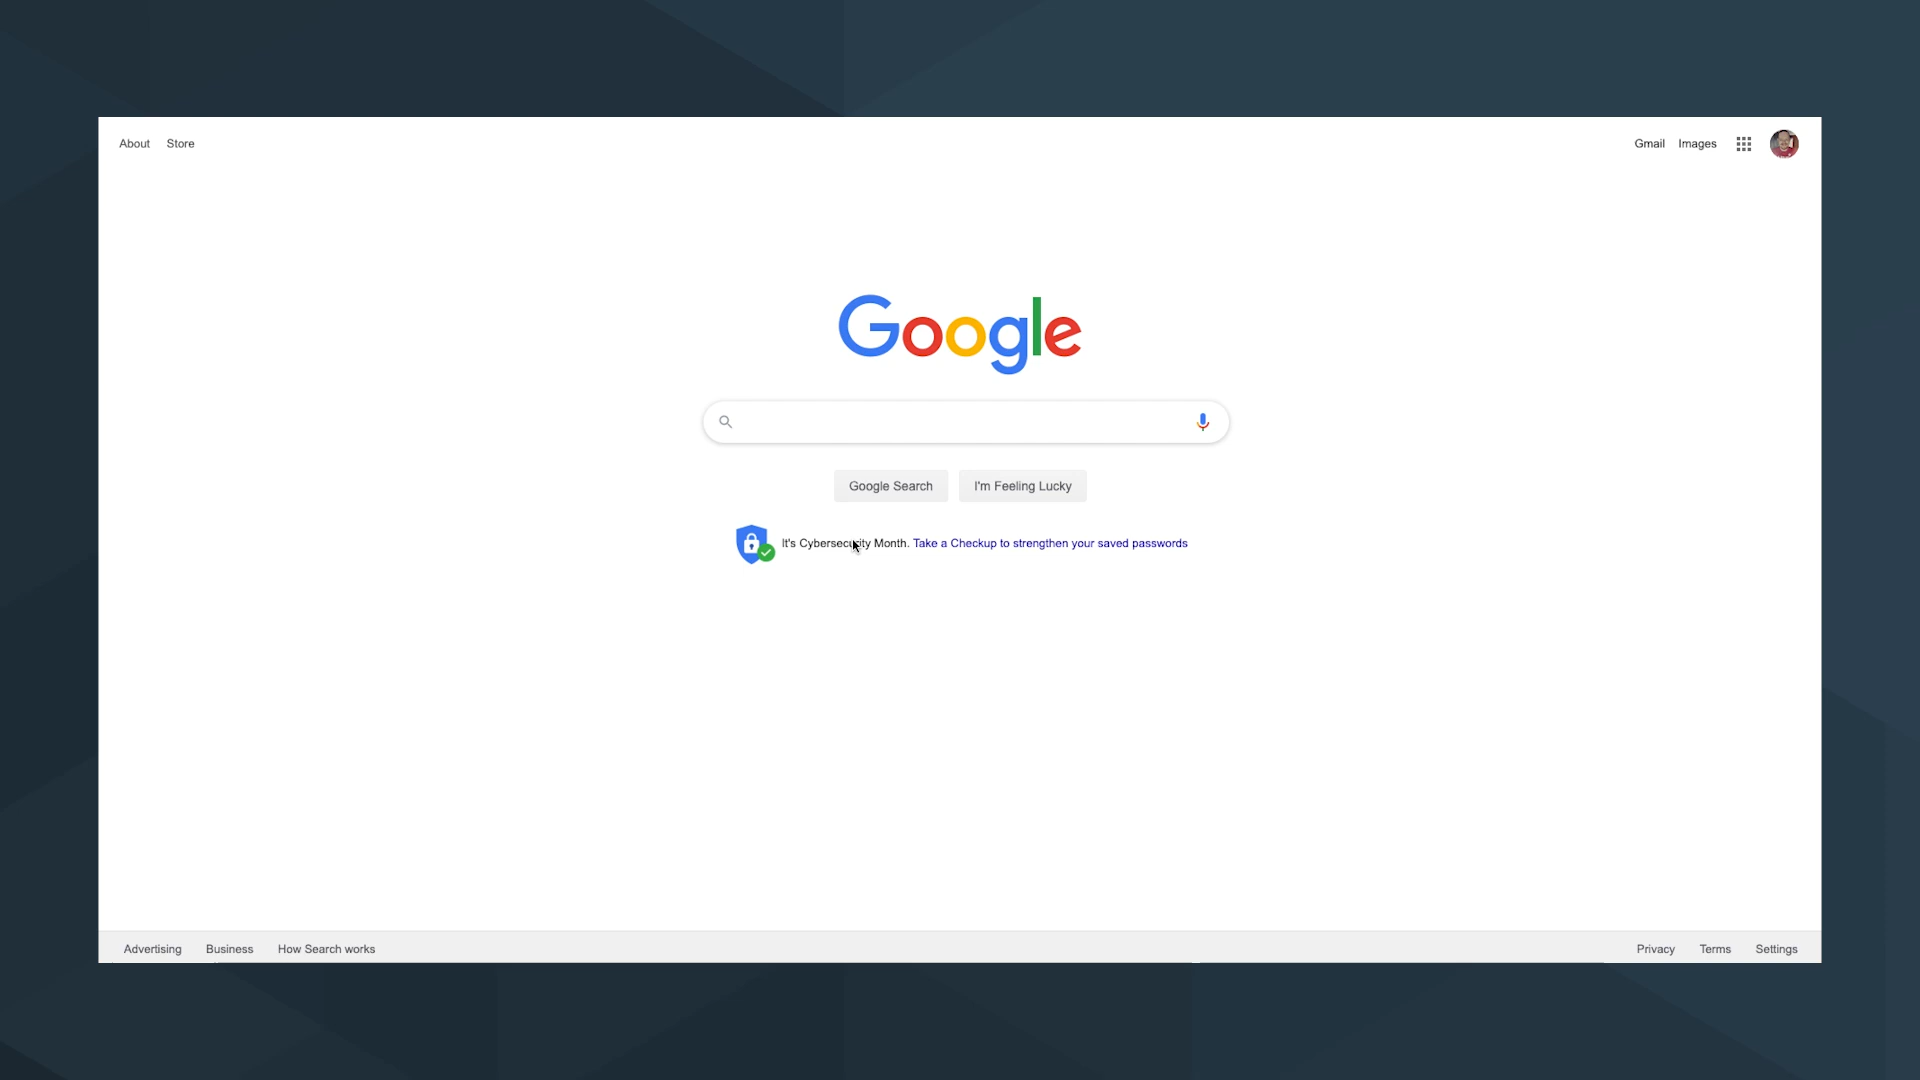 About Store
Gmail Images
Google
Google Search I'm Feeling Lucky
It's Cybersecurity Month. Take a Checkup to strengthen your saved passwords
Advertising Business How Search works
Privacy Terms Settings